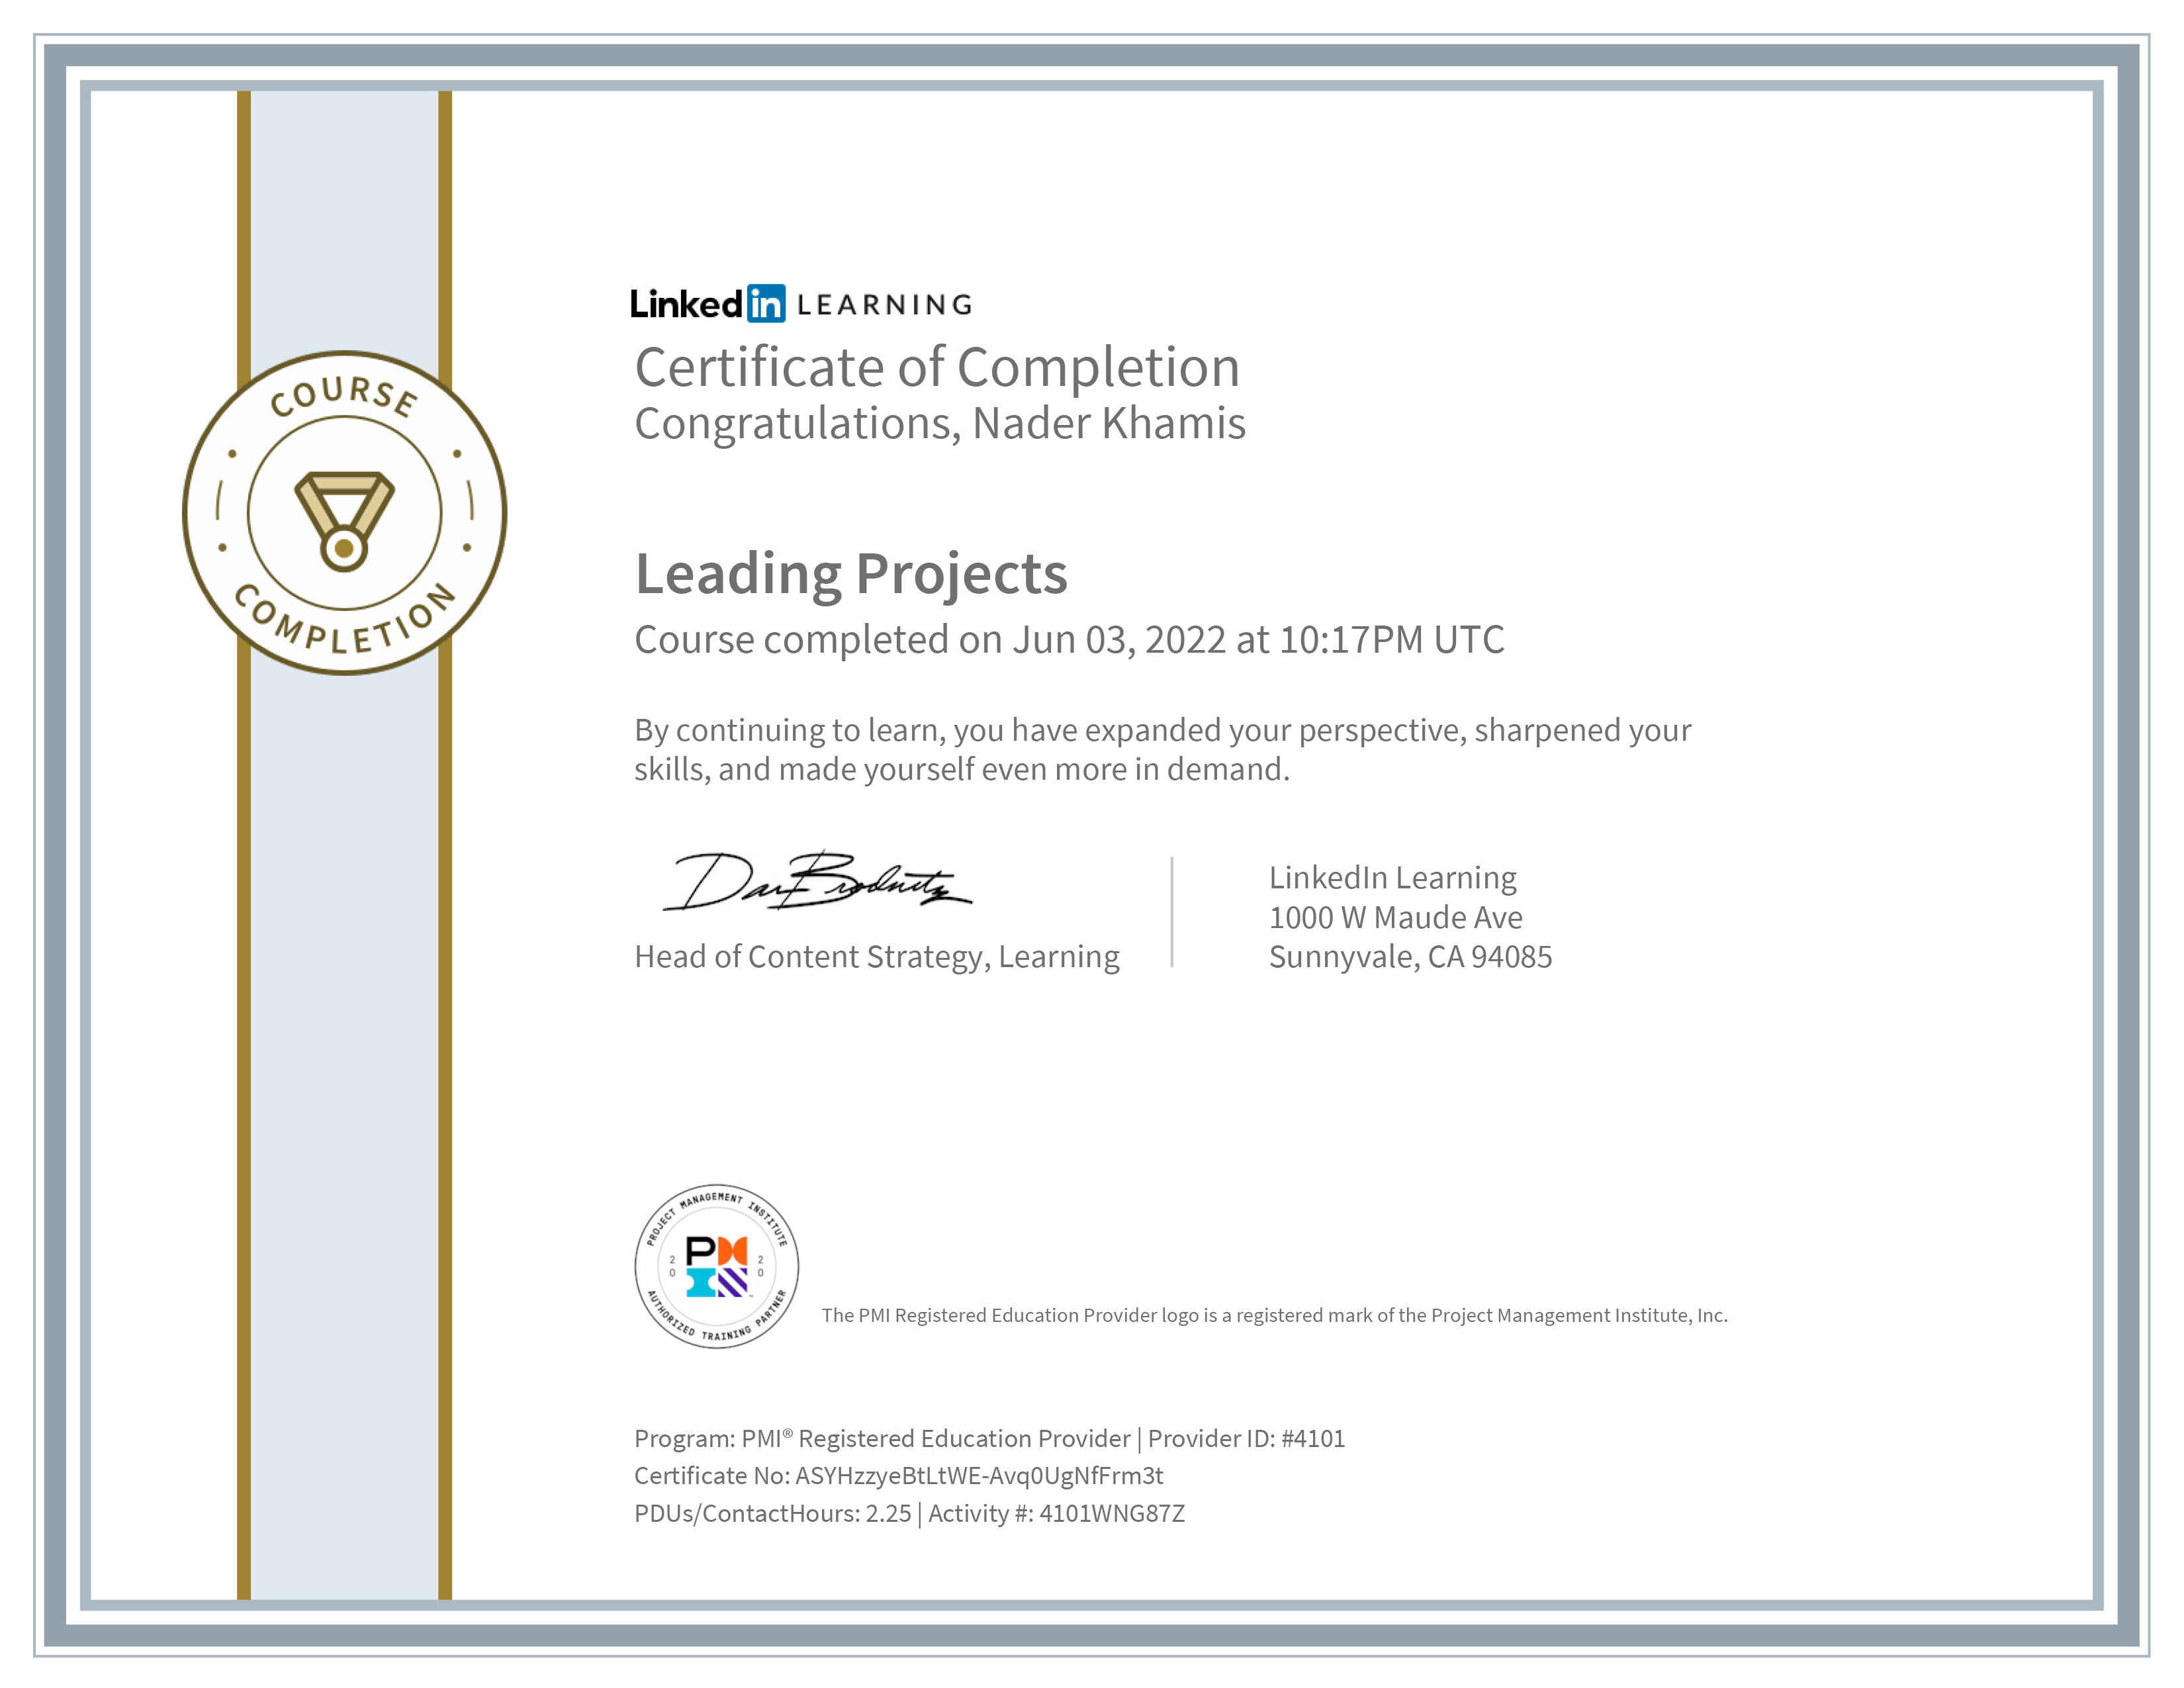 Linked in LEARNING
Certificate of Completion
Congratulations, Nader Khamis
COURSE
COMPLETION
Leading Projects
Course completed on Jun 03, 2022 at 10:17PM UTC
By continuing to learn, you have expanded your perspective, sharpened your
skills, and made yourself even more in demand.
Head of Content Strategy, Learning
LinkedIn Learning
1000 W Maude Ave
Sunnyvale, CA 94085
PROJECT MANAGEMENT INSTITUTE
20 PM 20
AUTHORIZED TRAINING PARTNER
The PMI Registered Education Provider logo is a registered mark of the Project Management Institute, Inc.
Program: PMI® Registered Education Provider | Provider ID: #4101
Certificate No: ASYHzzyeBtLtWE-Avq0UgNfFrm3t
PDUs/ContactHours: 2.25 | Activity #: 4101WNG87Z